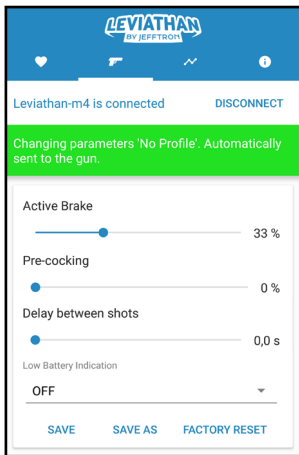 LEVIATHAN
BY JEFFTRON
Leviathan-m4 is connected
DISCONNECT
Changing parameters 'No Profile'. Automatically
sent to the gun.
Active Brake
33 %
Pre-cocking
0 %
Delay between shots
0,0 s
Low Battery Indication
OFF
SAVE
SAVE AS
FACTORY RESET